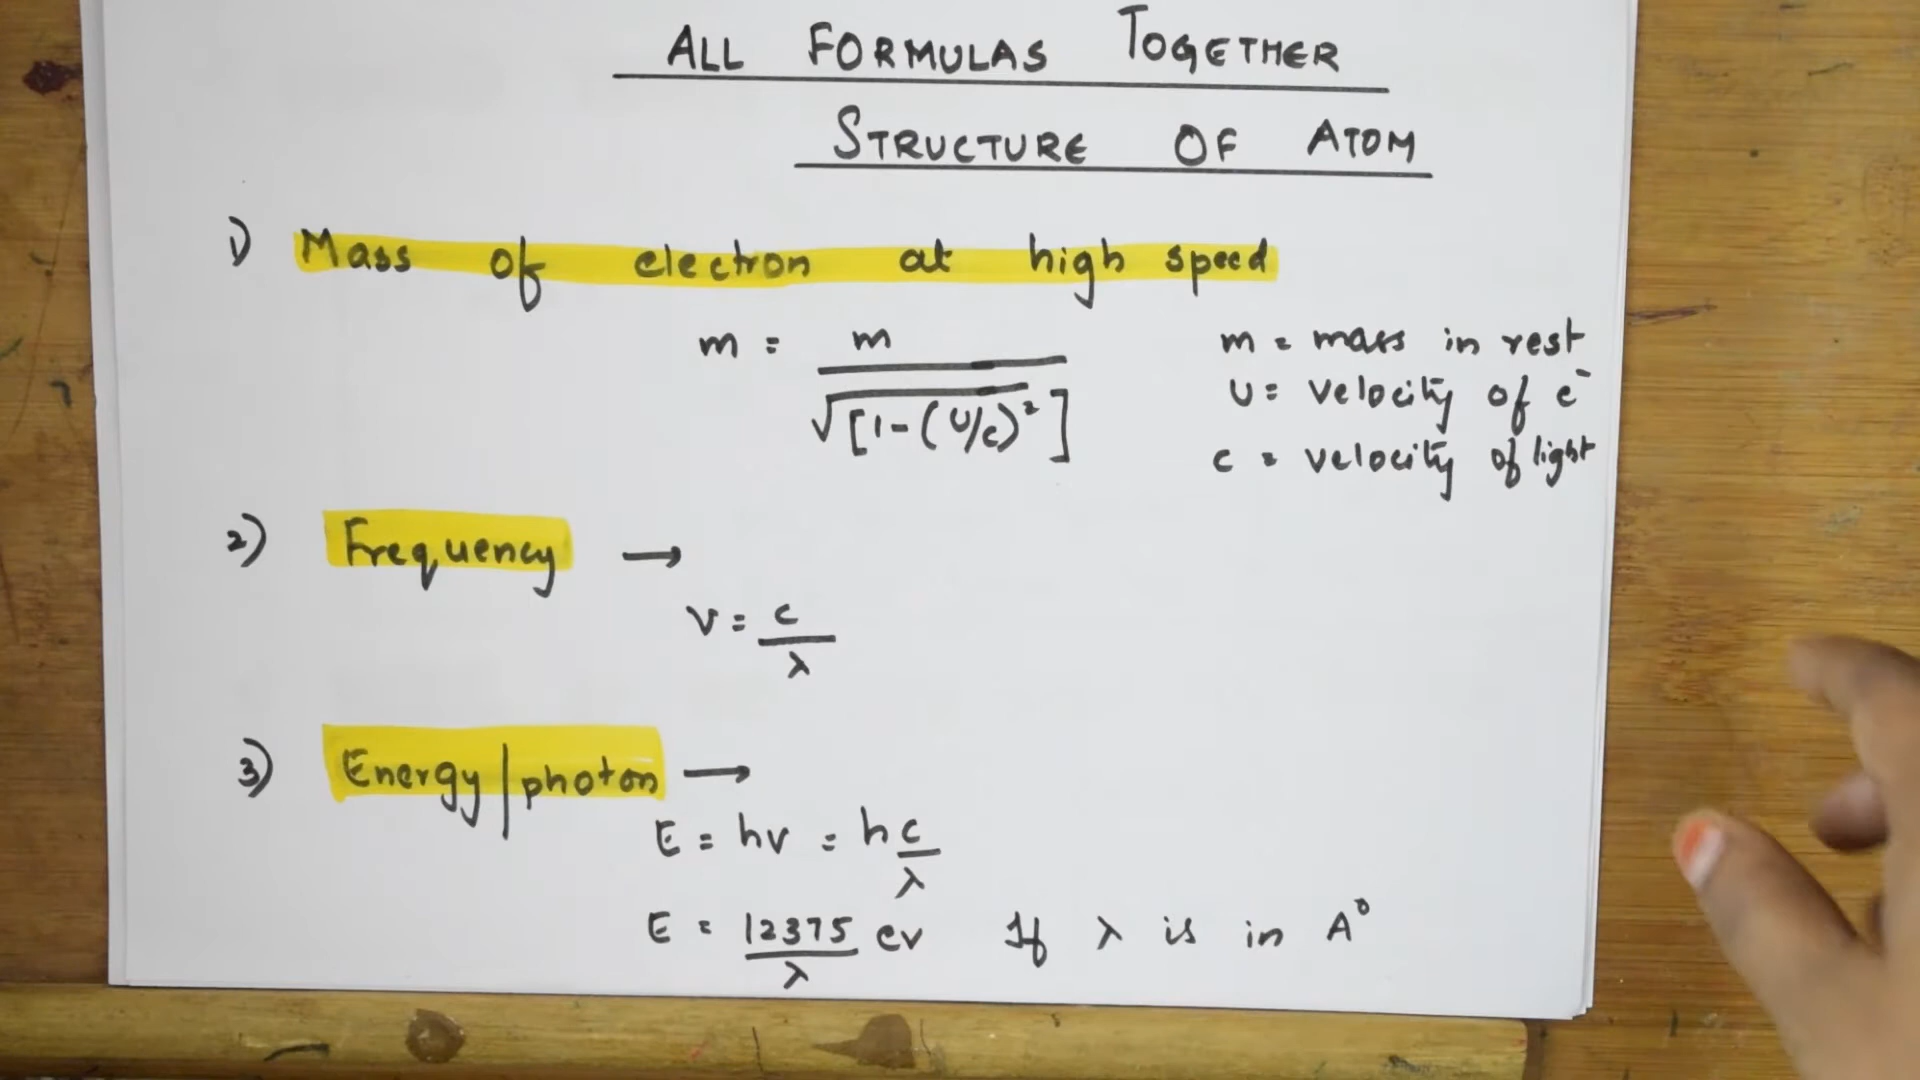 ALL FORMULAS TOGETHER
STRUCTURE OF ATOM
1) Mass of electron at high speed
m = m / √[1-(U/c)²]
m = mass in rest
U = velocity of e⁻
c = velocity of light
2) Frequency →
ν = c/λ
3) Energy/photon →
E = hν = hc/λ
E = 12375/λ ev If λ is in A°